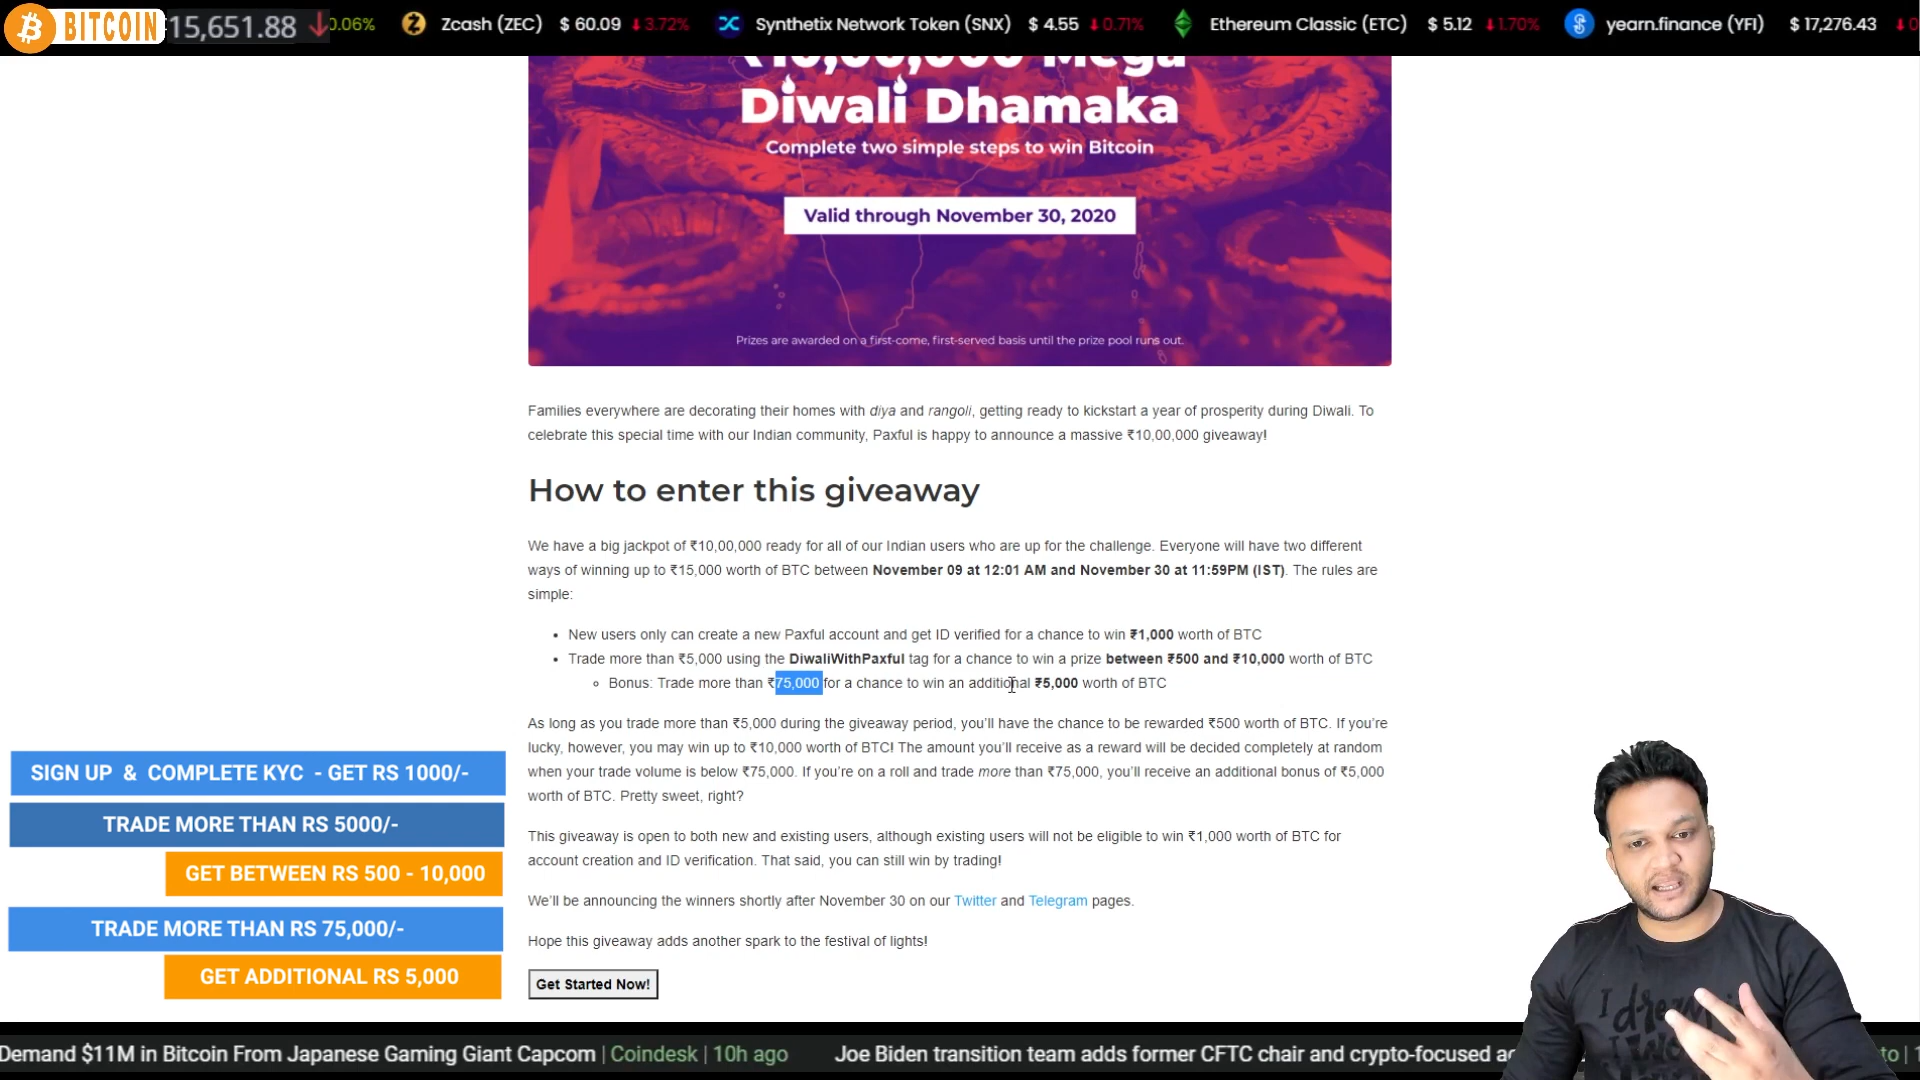 BITCOIN 15,651.88 0.06% Zcash (ZEC) $ 60.09 3.72% Synthetix Network Token (SNX) $ 4.55 0.71% Ethereum Classic (ETC) $ 5.12 1.70% yearn.finance (YFI) $ 17,276.43
₹10,00,000 Mega
Diwali Dhamaka
Complete two simple steps to win Bitcoin
Valid through November 30, 2020
Prizes are awarded on a first-come, first-served basis until the prize pool runs out.
Families everywhere are decorating their homes with diya and rangoli, getting ready to kickstart a year of prosperity during Diwali. To
celebrate this special time with our Indian community, Paxful is happy to announce a massive ₹10,00,000 giveaway!
How to enter this giveaway
We have a big jackpot of ₹10,00,000 ready for all of our Indian users who are up for the challenge. Everyone will have two different
ways of winning up to ₹15,000 worth of BTC between November 09 at 12:01 AM and November 30 at 11:59PM (IST). The rules are
simple:
• New users only can create a new Paxful account and get ID verified for a chance to win ₹1,000 worth of BTC
• Trade more than ₹5,000 using the DiwaliWithPaxful tag for a chance to win a prize between ₹500 and ₹10,000 worth of BTC
◦ Bonus: Trade more than ₹75,000 for a chance to win an additional ₹5,000 worth of BTC
As long as you trade more than ₹5,000 during the giveaway period, you'll have the chance to be rewarded ₹500 worth of BTC. If you're
lucky, however, you may win up to ₹10,000 worth of BTC! The amount you'll receive as a reward will be decided completely at random
when your trade volume is below ₹75,000. If you're on a roll and trade more than ₹75,000, you'll receive an additional bonus of ₹5,000
worth of BTC. Pretty sweet, right?
This giveaway is open to both new and existing users, although existing users will not be eligible to win ₹1,000 worth of BTC for
account creation and ID verification. That said, you can still win by trading!
We'll be announcing the winners shortly after November 30 on our Twitter and Telegram pages.
Hope this giveaway adds another spark to the festival of lights!
Get Started Now!
SIGN UP & COMPLETE KYC - GET RS 1000/-
TRADE MORE THAN RS 5000/-
GET BETWEEN RS 500 - 10,000
TRADE MORE THAN RS 75,000/-
GET ADDITIONAL RS 5,000
I dream
Demand $11M in Bitcoin From Japanese Gaming Giant Capcom | Coindesk | 10h ago Joe Biden transition team adds former CFTC chair and crypto-focused